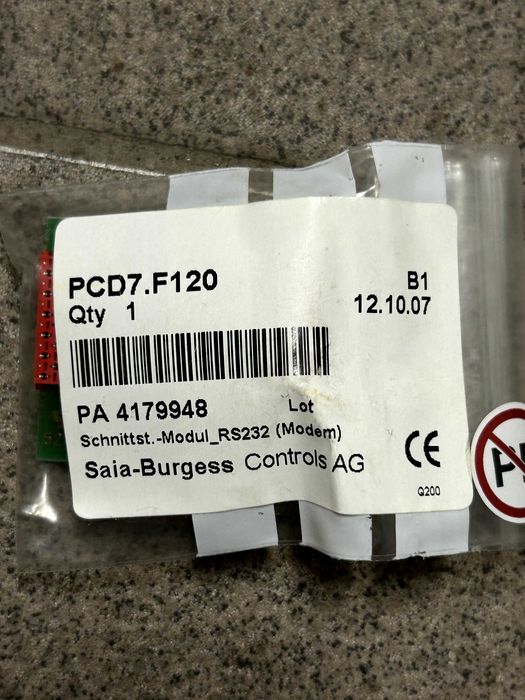 PCD7.F120
B1
Qty 1
12.10.07
PA 4179948
Lot
Schnittst.-Modul_RS232 (Modem)
Saia-Burgess Controls AG
CE
Q200